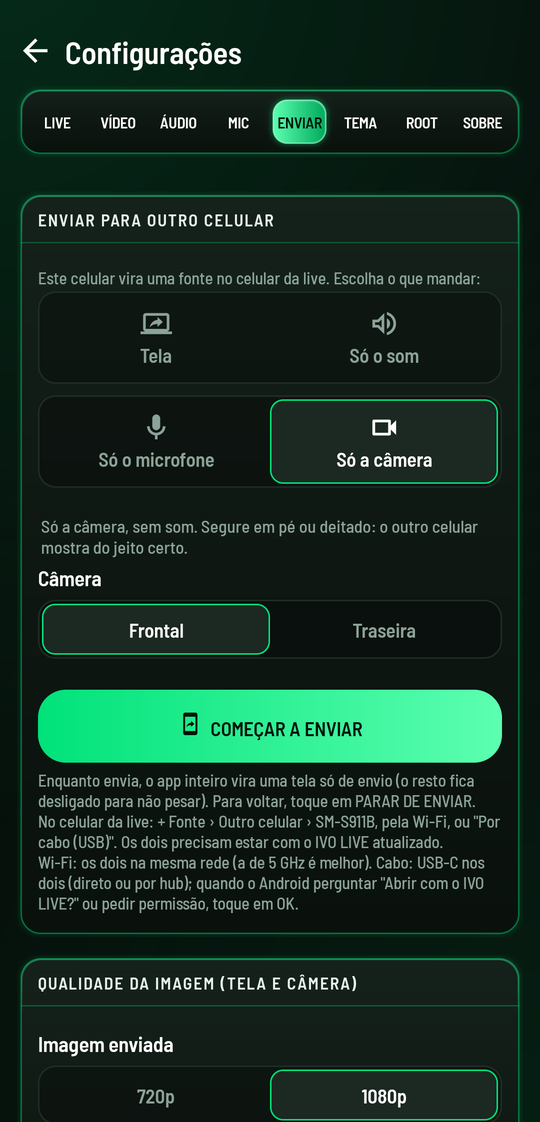 Configurações
LIVE VÍDEO ÁUDIO MIC ENVIAR TEMA ROOT SOBRE
ENVIAR PARA OUTRO CELULAR
Este celular vira uma fonte no celular da live. Escolha o que mandar:
Tela Só o som
Só o microfone Só a câmera
Só a câmera, sem som. Segure em pé ou deitado: o outro celular
mostra do jeito certo.
Câmera
Frontal Traseira
COMEÇAR A ENVIAR
Enquanto envia, o app inteiro vira uma tela só de envio (o resto fica
desligado para não pesar). Para voltar, toque em PARAR DE ENVIAR.
No celular da live: + Fonte › Outro celular › SM-S911B, pela Wi-Fi, ou "Por
cabo (USB)". Os dois precisam estar com o IVO LIVE atualizado.
Wi-Fi: os dois na mesma rede (a de 5 GHz é melhor). Cabo: USB-C nos
dois (direto ou por hub); quando o Android perguntar "Abrir com o IVO
LIVE?" ou pedir permissão, toque em OK.
QUALIDADE DA IMAGEM (TELA E CÂMERA)
Imagem enviada
720p 1080p